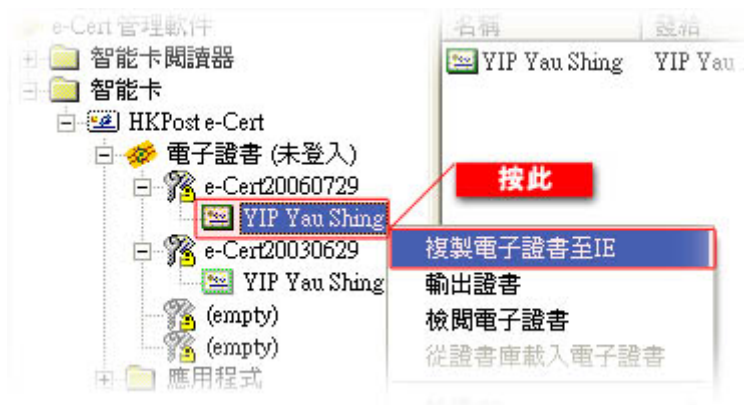 e-Cert 管理軟件
智能卡閱讀器
智能卡
HKPost e-Cert
電子證書 (未登入)
e-Cert20060729
YIP Yau Shing
e-Cert20030629
YIP Yau Shing
(empty)
(empty)
應用程式
名稱 發給
YIP Yau Shing YIP Yau
按此
複製電子證書至IE
輸出證書
檢閱電子證書
從證書庫載入電子證書